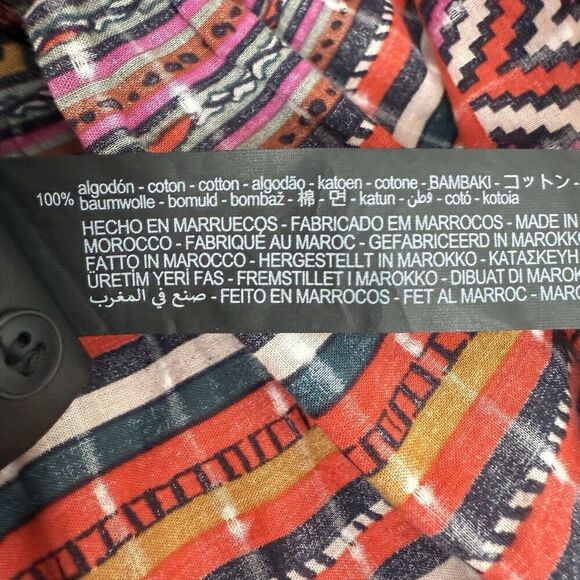 100% algodón - coton - cotton - algodão - katoen - cotone - BAMBAKI - コットン -
baumwolle - bomuld - bombaž - 棉 - 면 - katun - قطن - cotó - kotoia
HECHO EN MARRUECOS - FABRICADO EM MARROCOS - MADE IN
MOROCCO - FABRIQUÉ AU MAROC - GEFABRICEERD IN MAROKKO
FATTO IN MAROCCO - HERGESTELLT IN MAROKKO - ΚΑΤΑΣΚΕΥΗ
ÜRETİM YERİ FAS - FREMSTILLET I MAROKKO - DIBUAT DI MAROK
صنع في المغرب - FEITO EN MARROCOS - FET AL MARROC - MARO